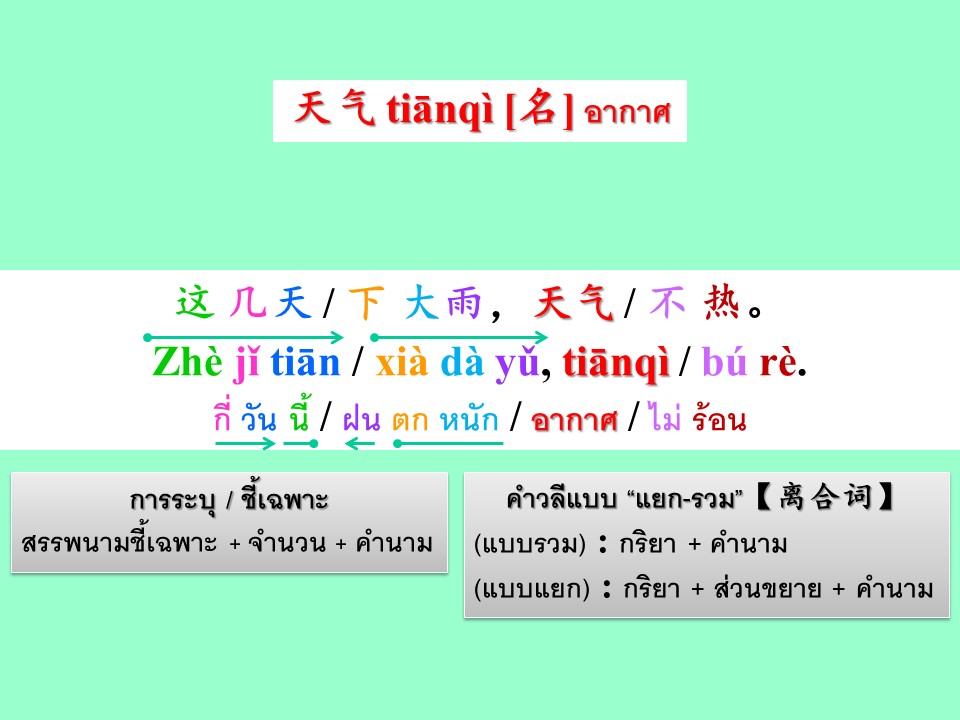 天气 tiānqì [名] อากาศ
这 几天 / 下 大雨，天气 / 不 热。
Zhè jǐ tiān / xià dà yǔ, tiānqì / bú rè.
กี่ วัน นี้ / ฝน ตก หนัก / อากาศ / ไม่ ร้อน
การระบุ / ชี้เฉพาะ
สรรพนามชี้เฉพาะ + จำนวน + คำนาม
คำวลีแบบ “แยก-รวม”【离合词】
(แบบรวม) : กริยา + คำนาม
(แบบแยก) : กริยา + ส่วนขยาย + คำนาม